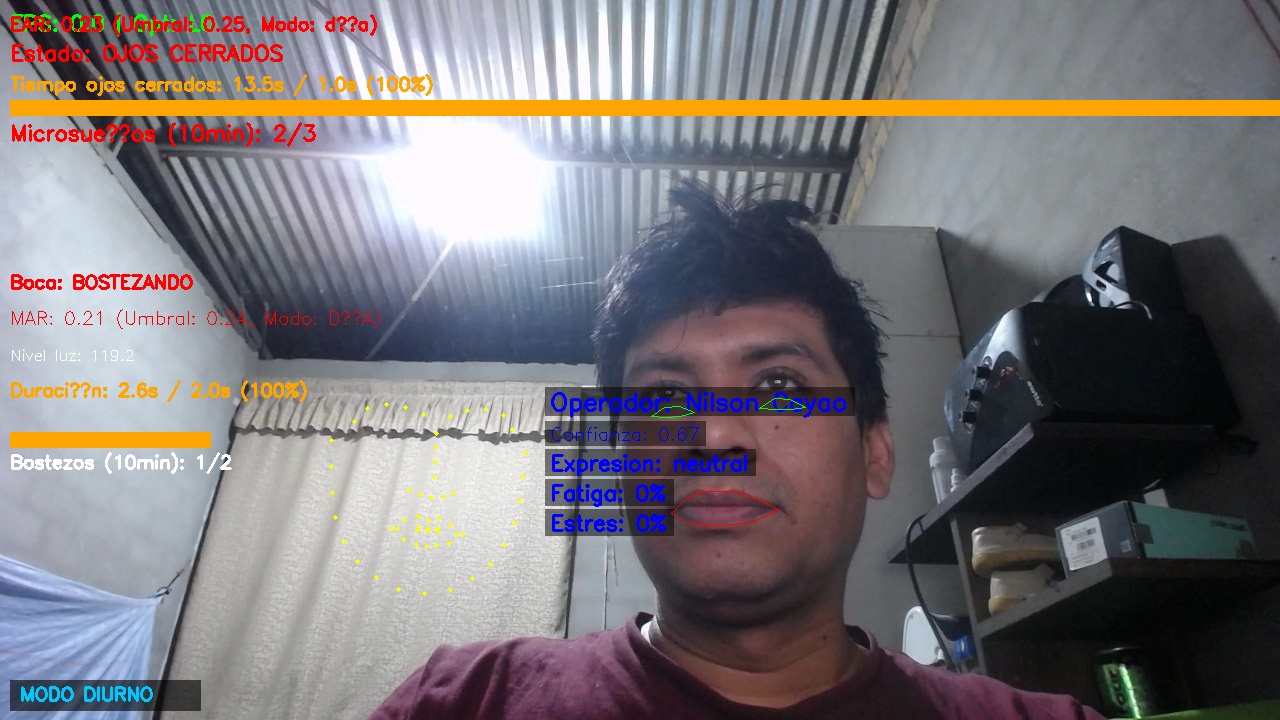 EAR: 0.23 (Umbral: 0.25, Modo: d??a)
Estado: OJOS CERRADOS
Tiempo ojos cerrados: 13.5s / 1.0s (100%)
Microsue??os (10min): 2/3
Boca: BOSTEZANDO
MAR: 0.21 (Umbral: 0.24, Modo: D??A)
Nivel luz: 119.2
Duraci??n: 2.6s / 2.0s (100%)
Operador: Nilson Cayao
Confianza: 0.67
Bostezos (10min): 1/2
Expresion: neutral
Fatiga: 0%
Estres: 0%
MODO DIURNO